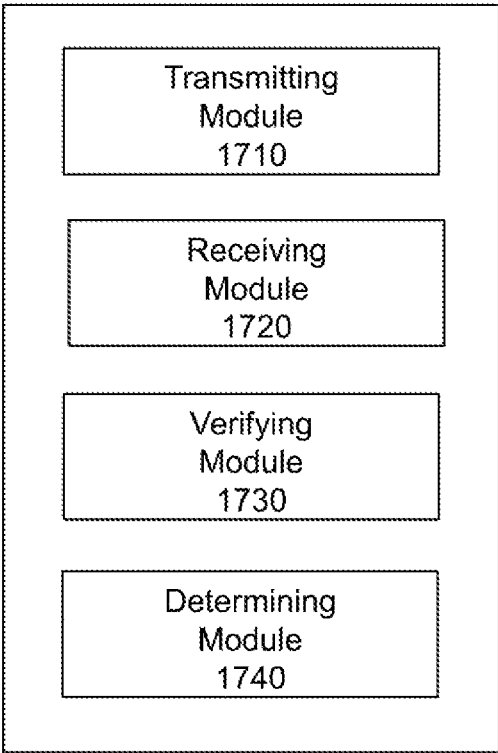 Transmitting
Module
1710
Receiving
Module
1720
Verifying
Module
1730
Determining
Module
1740